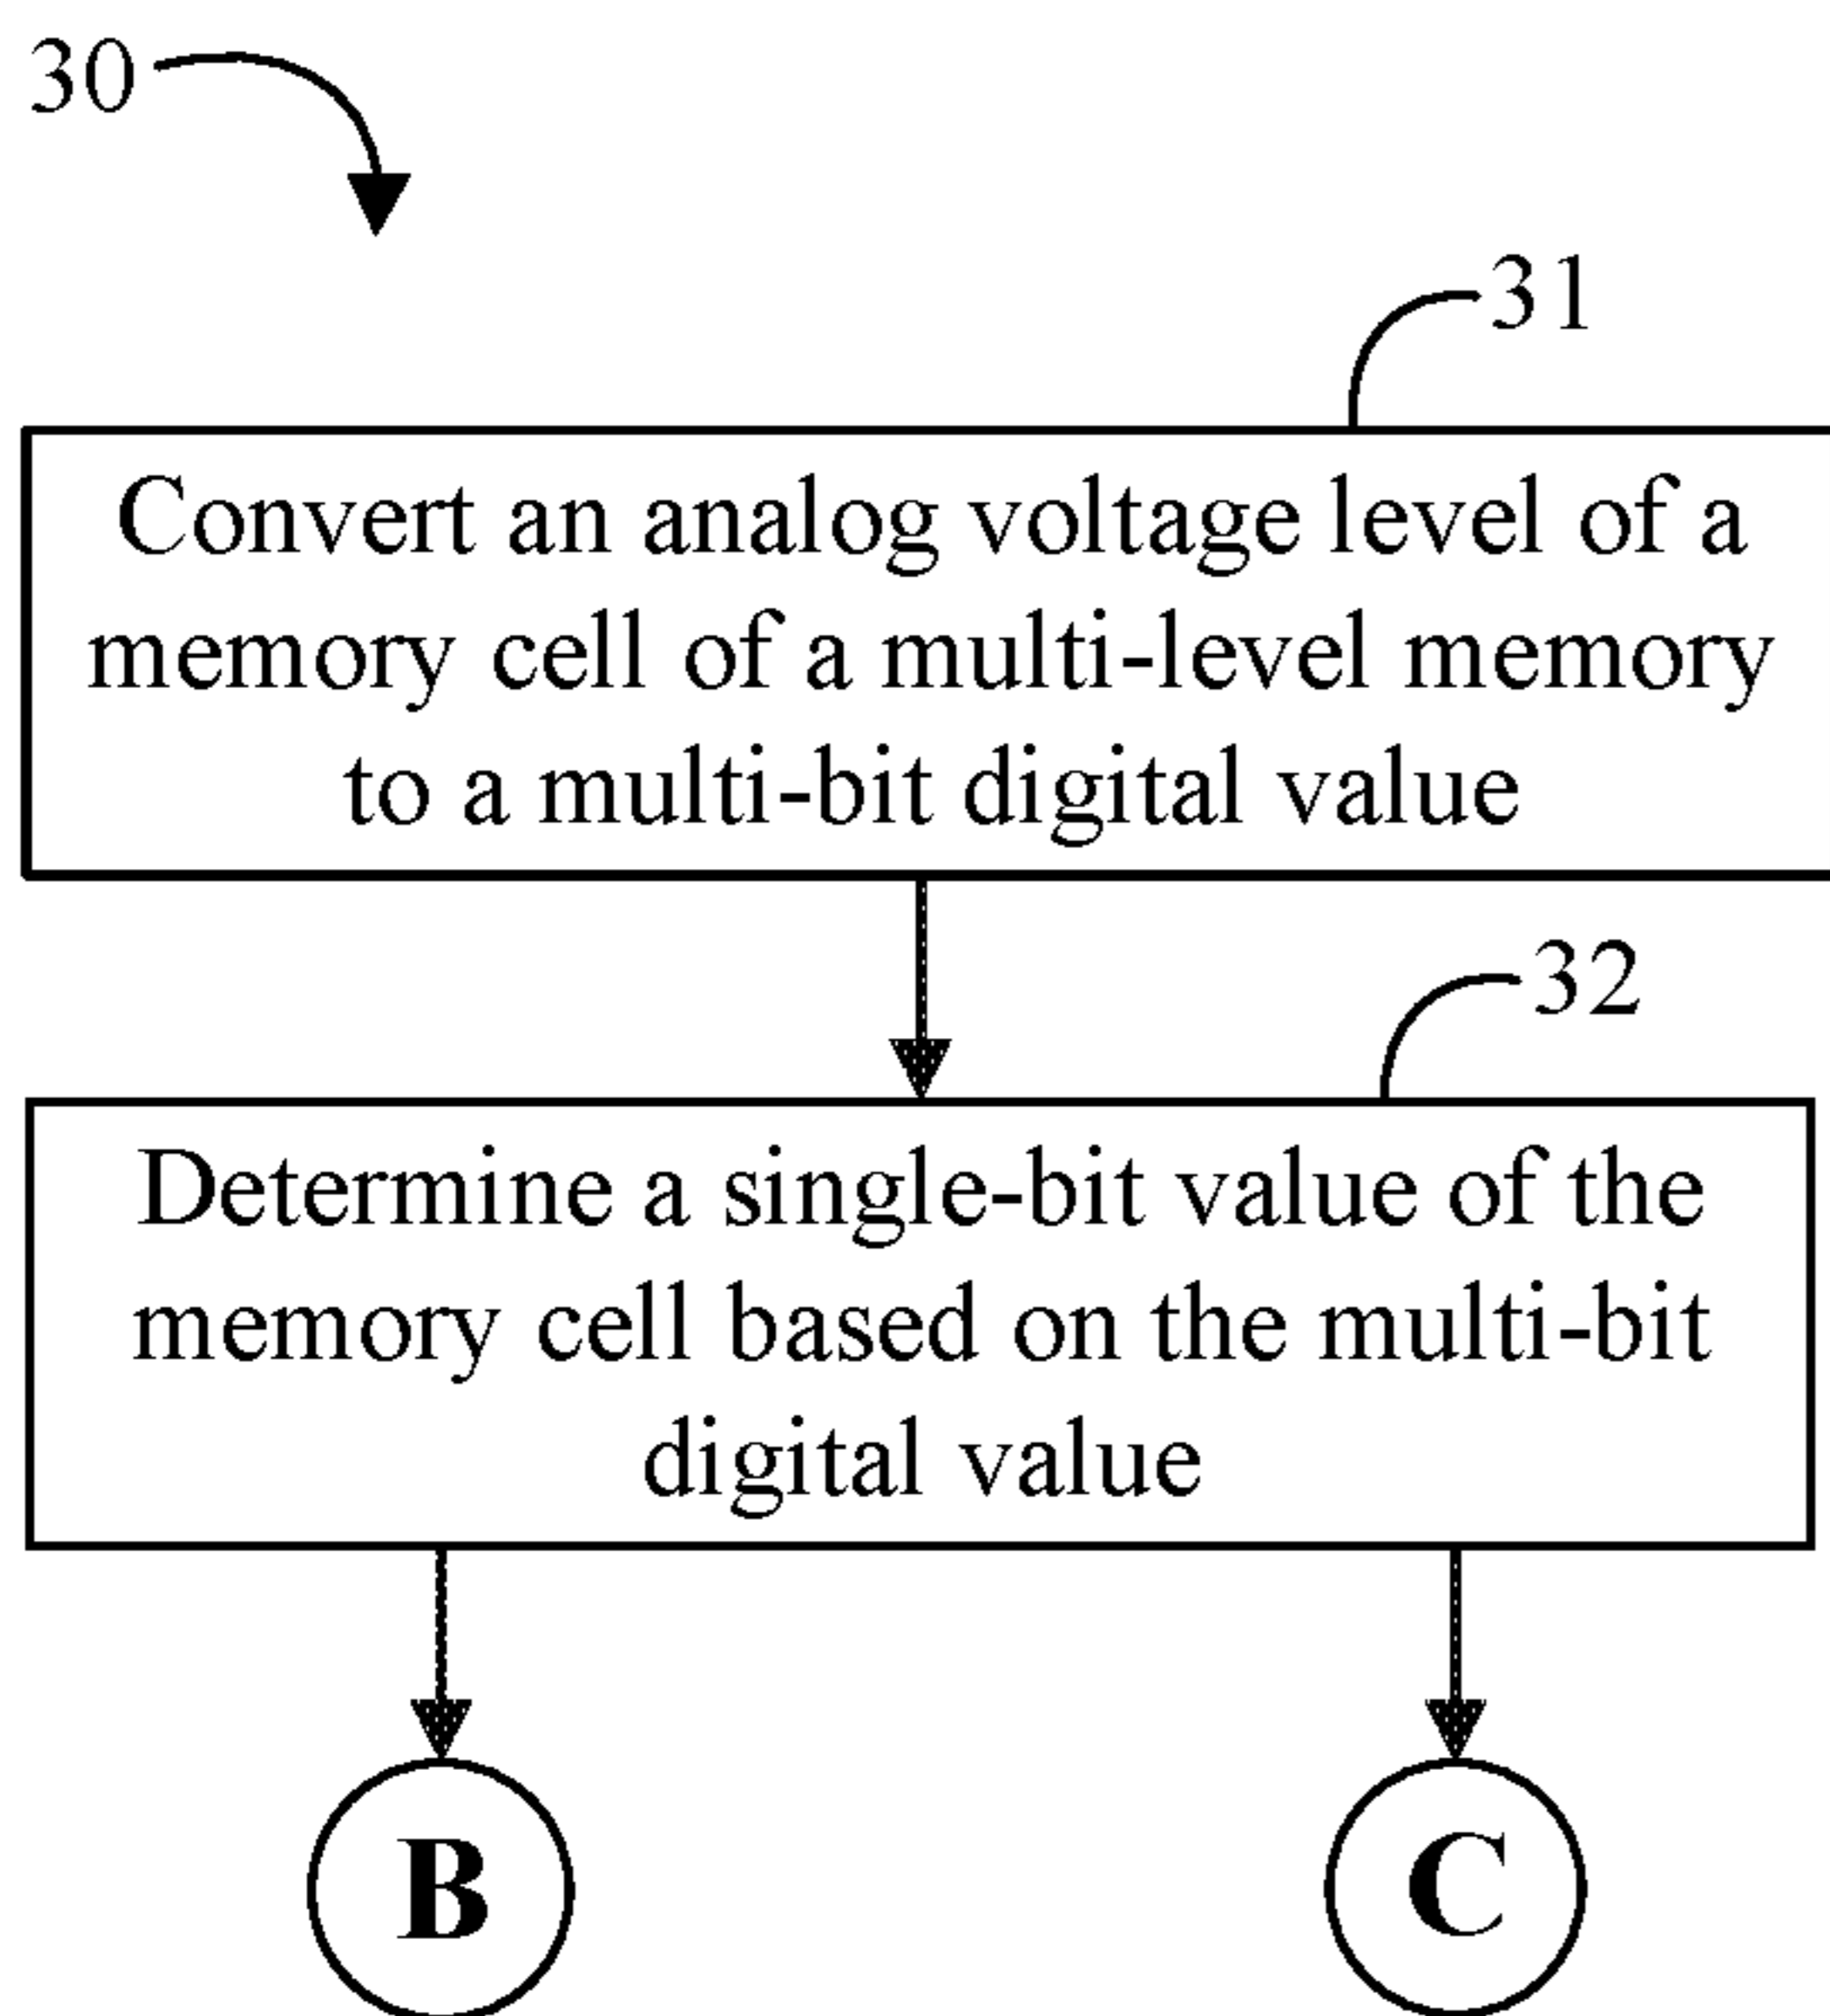 30
31
Convert an analog voltage level of a
memory cell of a multi-level memory
to a multi-bit digital value
32
Determine a single-bit value of the
memory cell based on the multi-bit
digital value
B
C